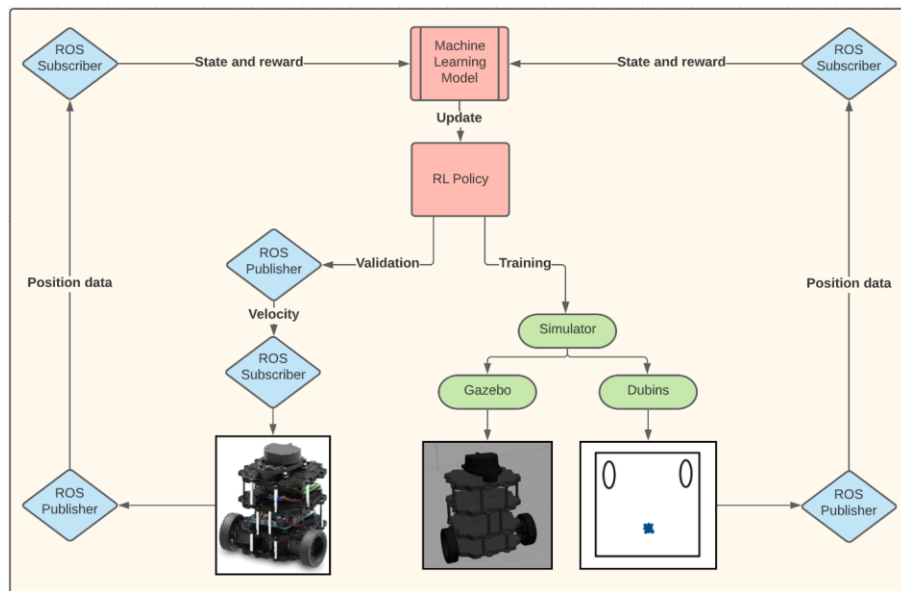 ROS
Subscriber
State and reward
Machine
Learning
Model
State and reward
ROS
Subscriber
Update
RL Policy
ROS
Publisher
Validation
Training
Position data
Position data
Velocity
Simulator
ROS
Subscriber
Gazebo
Dubins
ROS
Publisher
ROS
Publisher